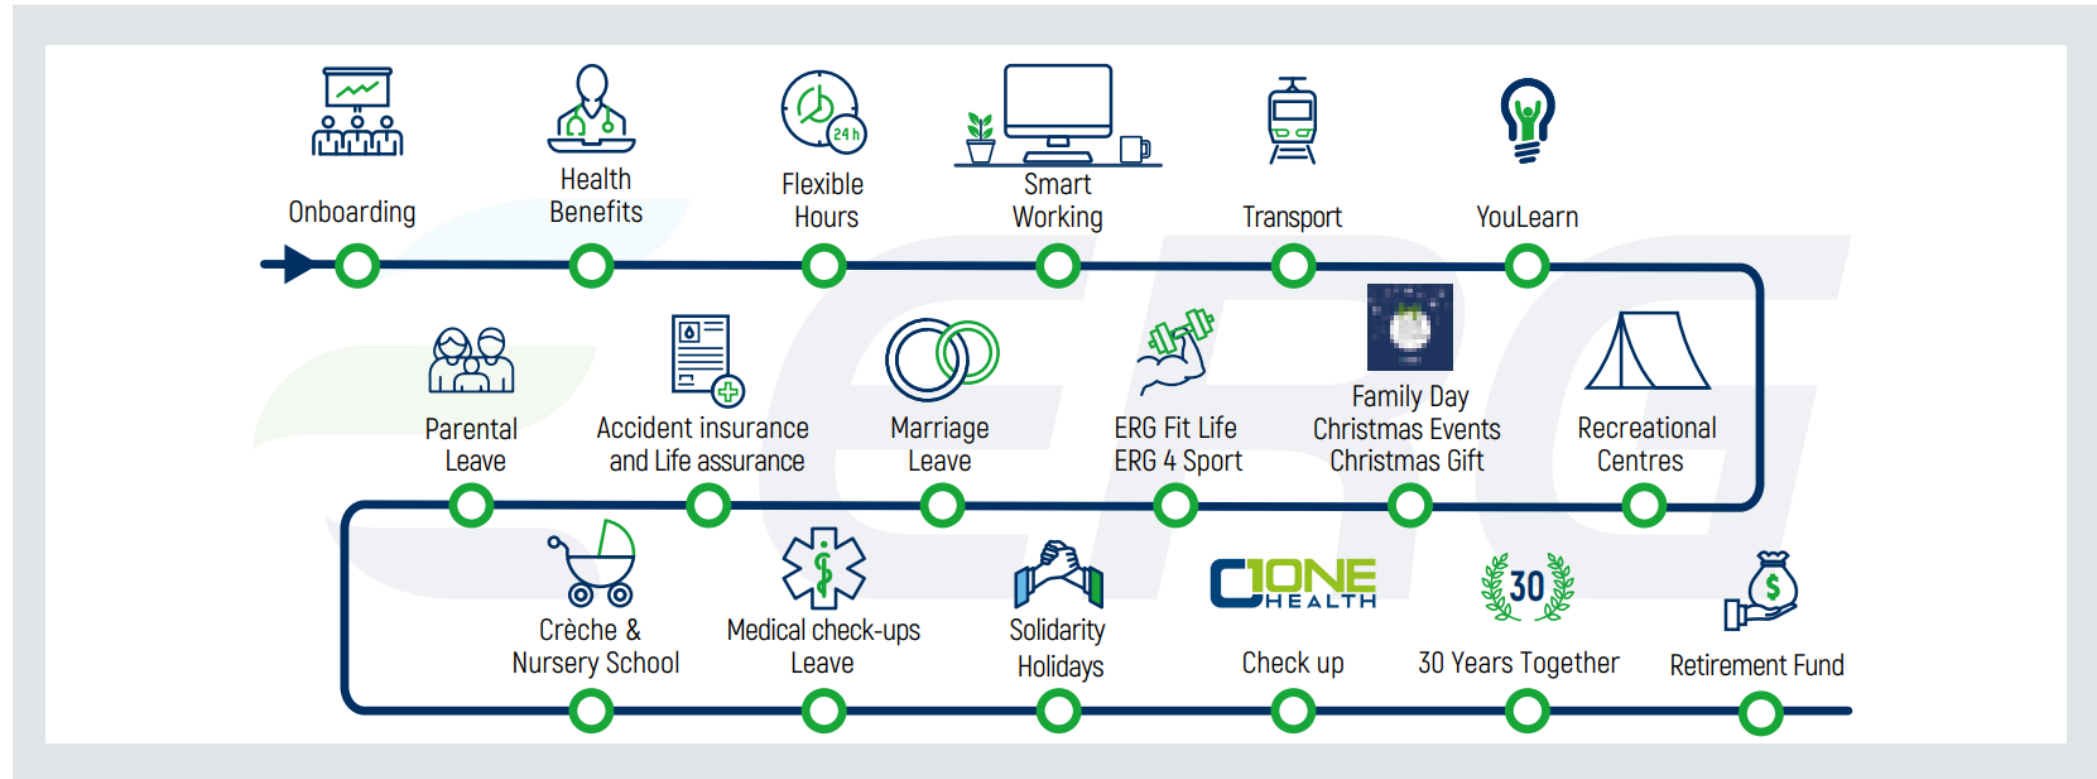 Onboarding
Health
Benefits
24 h
Flexible
Hours
Smart
Working
Transport
YouLearn
Parental
Leave
Accident insurance
and Life assurance
Marriage
Leave
ERG Fit Life
ERG 4 Sport
Family Day
Christmas Events
Christmas Gift
Recreational
Centres
Crèche &
Nursery School
Medical check-ups
Leave
Solidarity
Holidays
ONE
HEALTH
Check up
30
30 Years Together
$
Retirement Fund
ERG